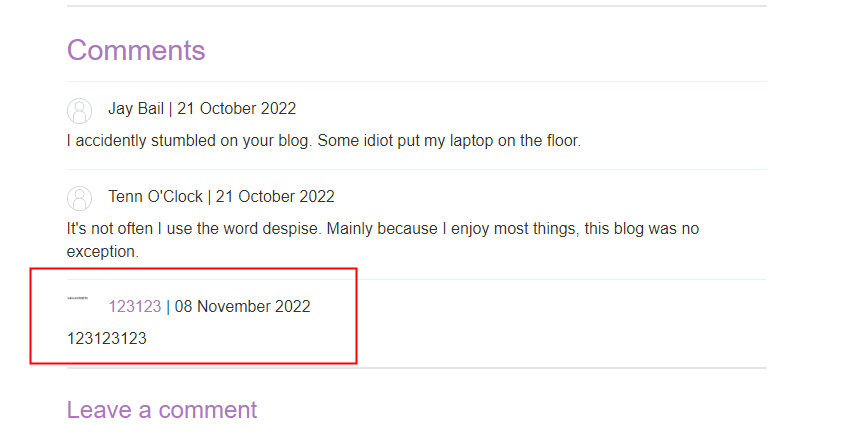 Comments
Jay Bail | 21 October 2022
I accidently stumbled on your blog. Some idiot put my laptop on the floor.
Tenn O'Clock | 21 October 2022
It's not often I use the word despise. Mainly because I enjoy most things, this blog was no
exception.
123123 | 08 November 2022
123123123
Leave a comment